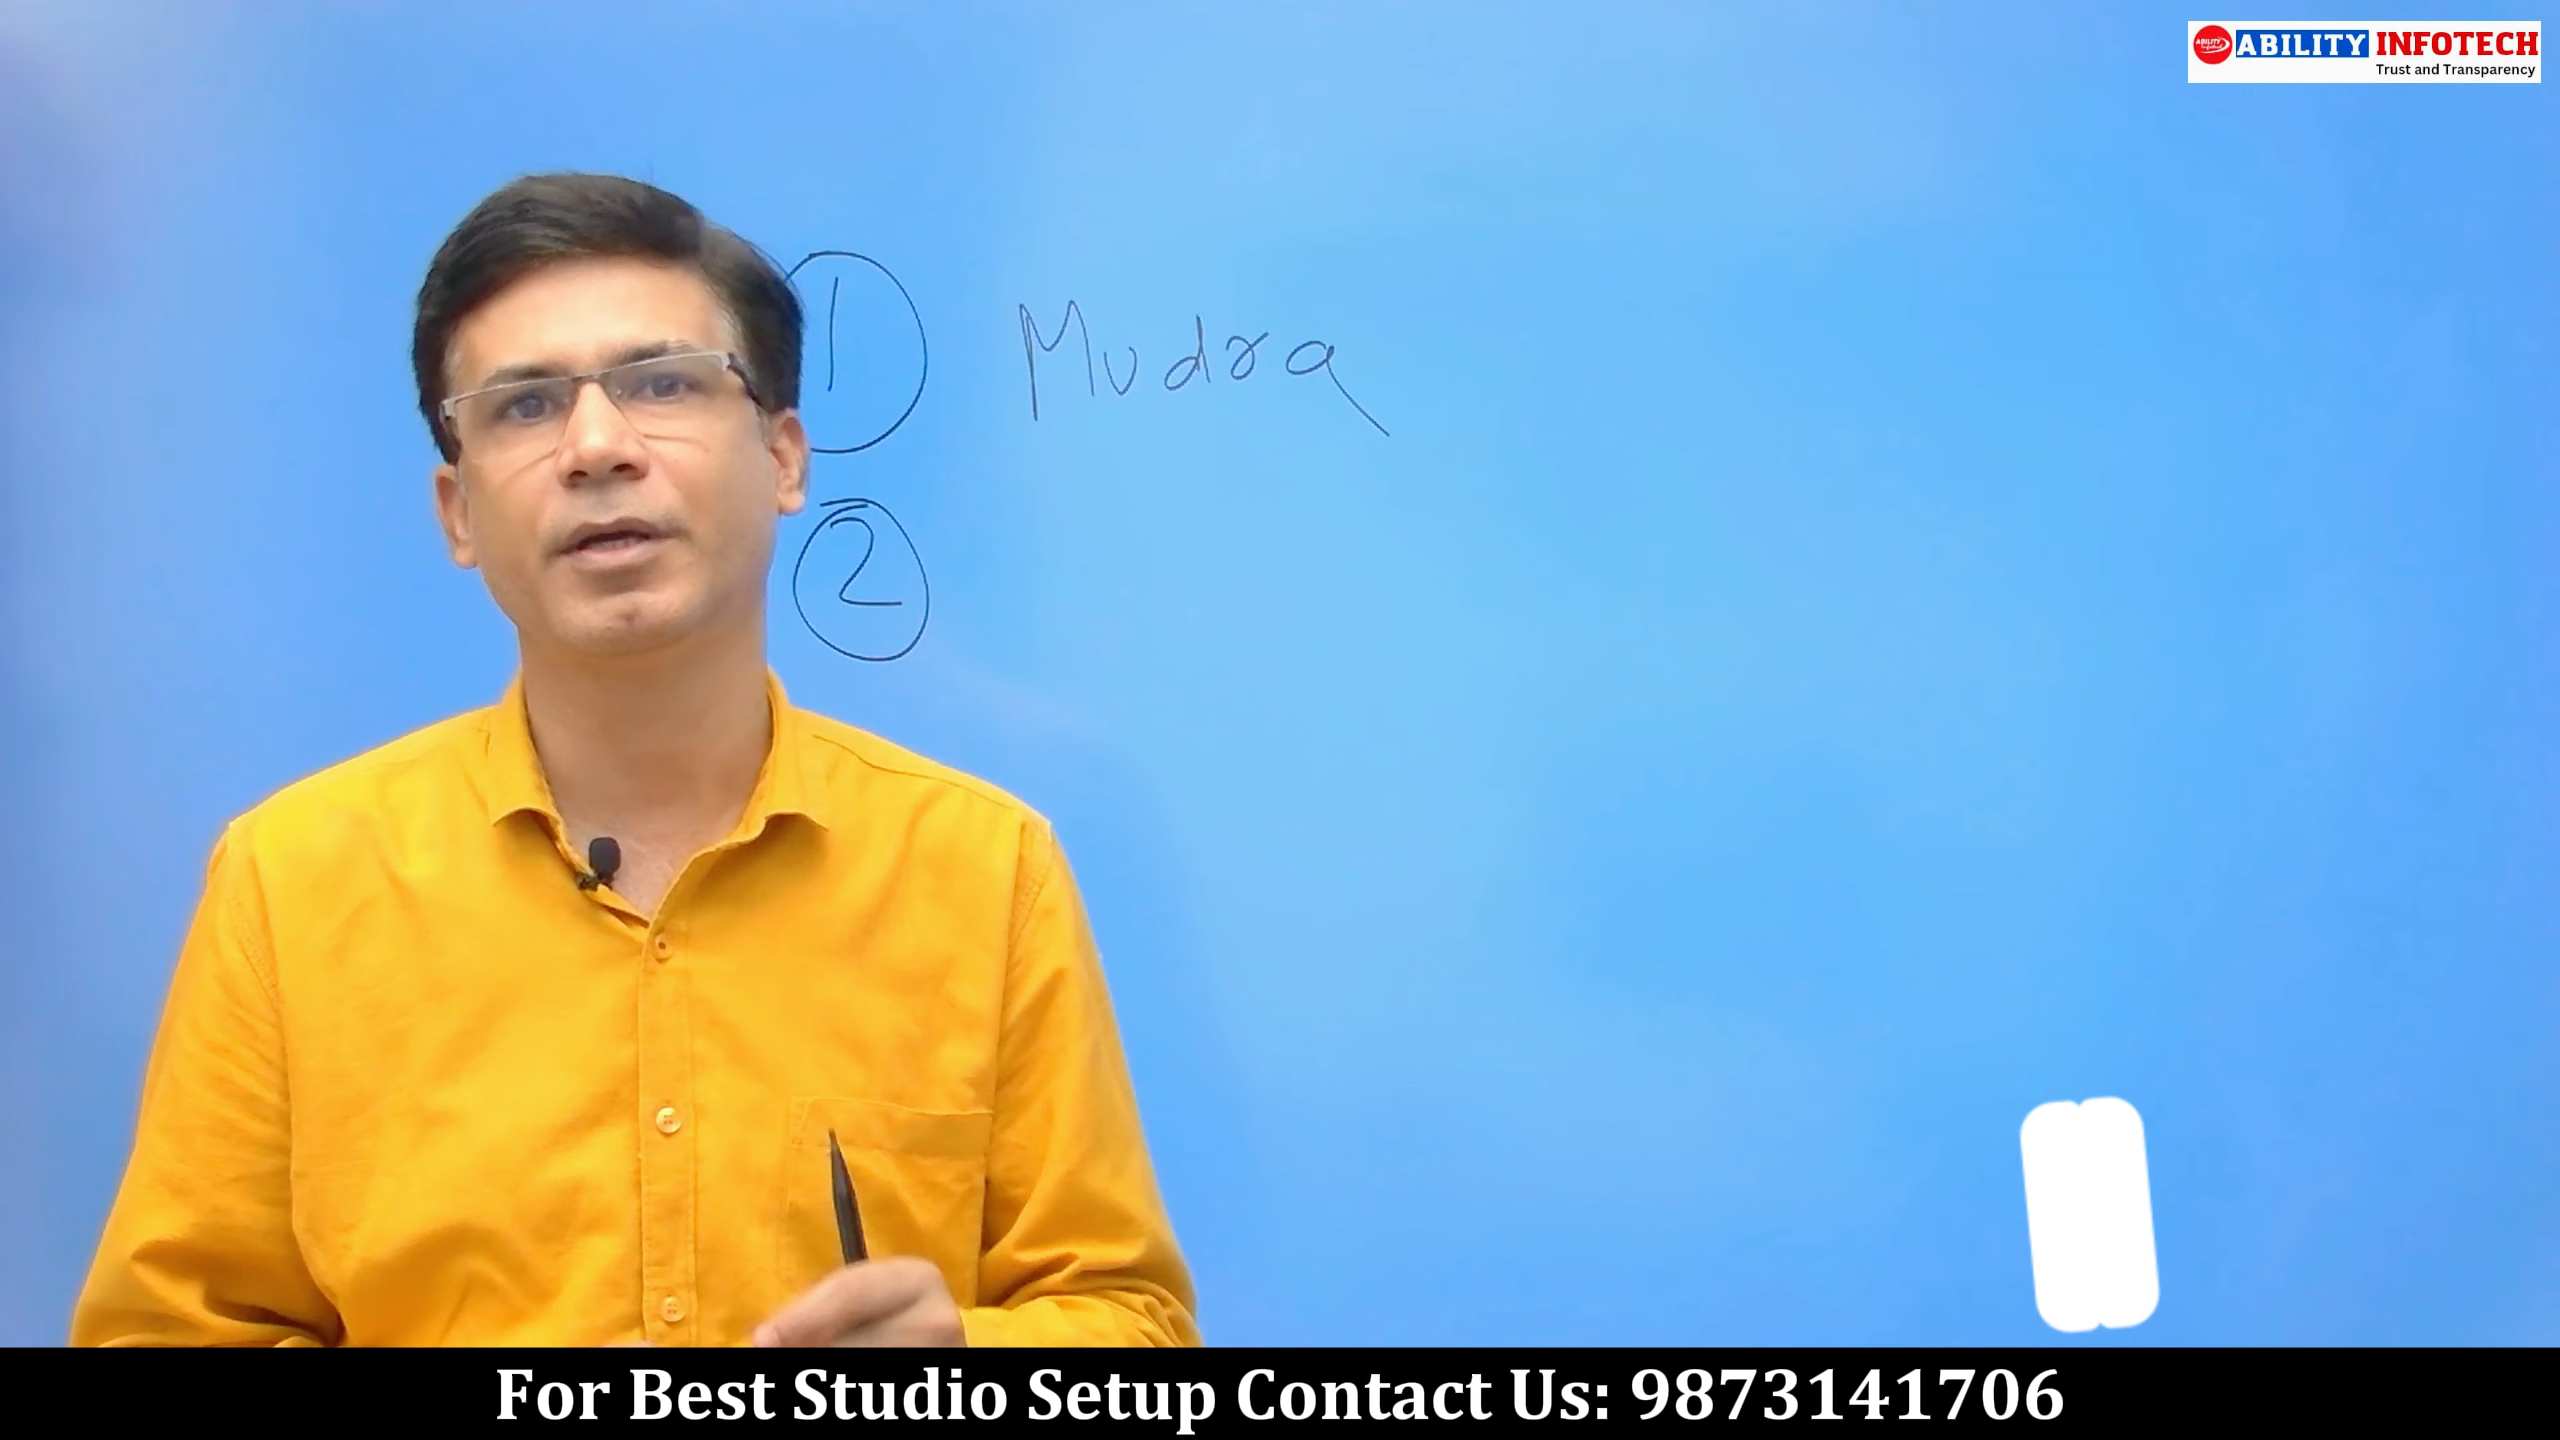 ABILITY INFOTECH
Trust and Transparency
1 Mudra
2
For Best Studio Setup Contact Us: 9873141706